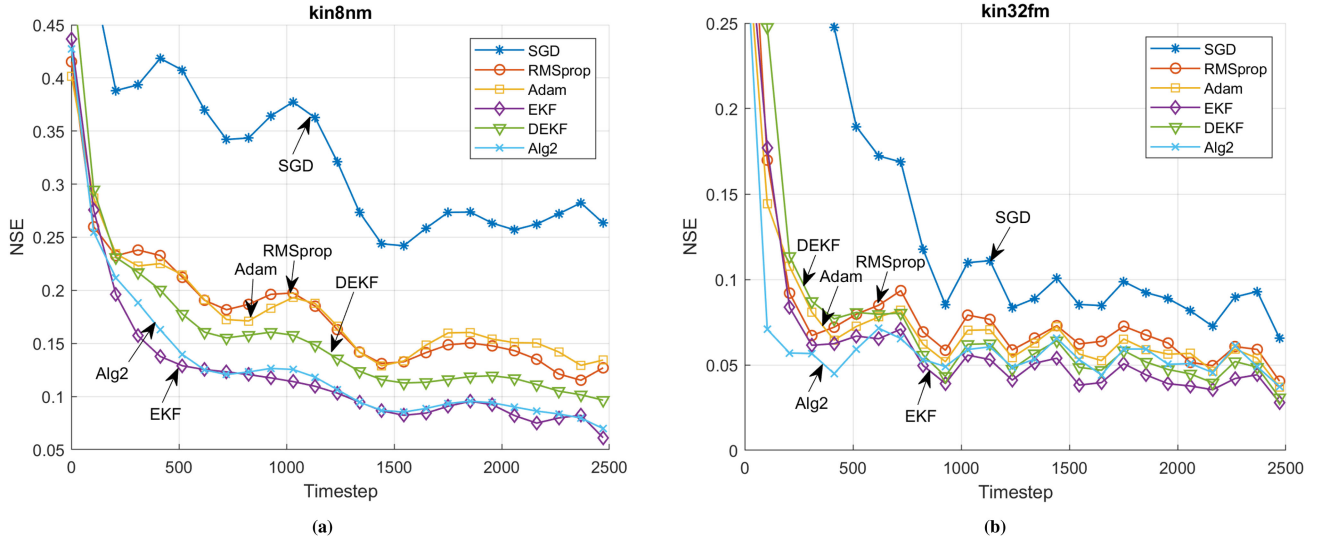 kin8nm
0.45
0.4
0.35
0.3
0.25
0.2
0.15
0.1
0.05
NSE
0
500
1000
1500
2000
2500
Timestep
SGD
RMSprop
Adam
EKF
DEKF
Alg2
SGD
RMSprop
Adam
DEKF
Alg2
EKF
(a)
kin32fm
0.25
0.2
0.15
0.1
0.05
0
NSE
0
500
1000
1500
2000
2500
Timestep
SGD
RMSprop
Adam
EKF
DEKF
Alg2
SGD
DEKF
Adam
RMSprop
Alg2
EKF
(b)